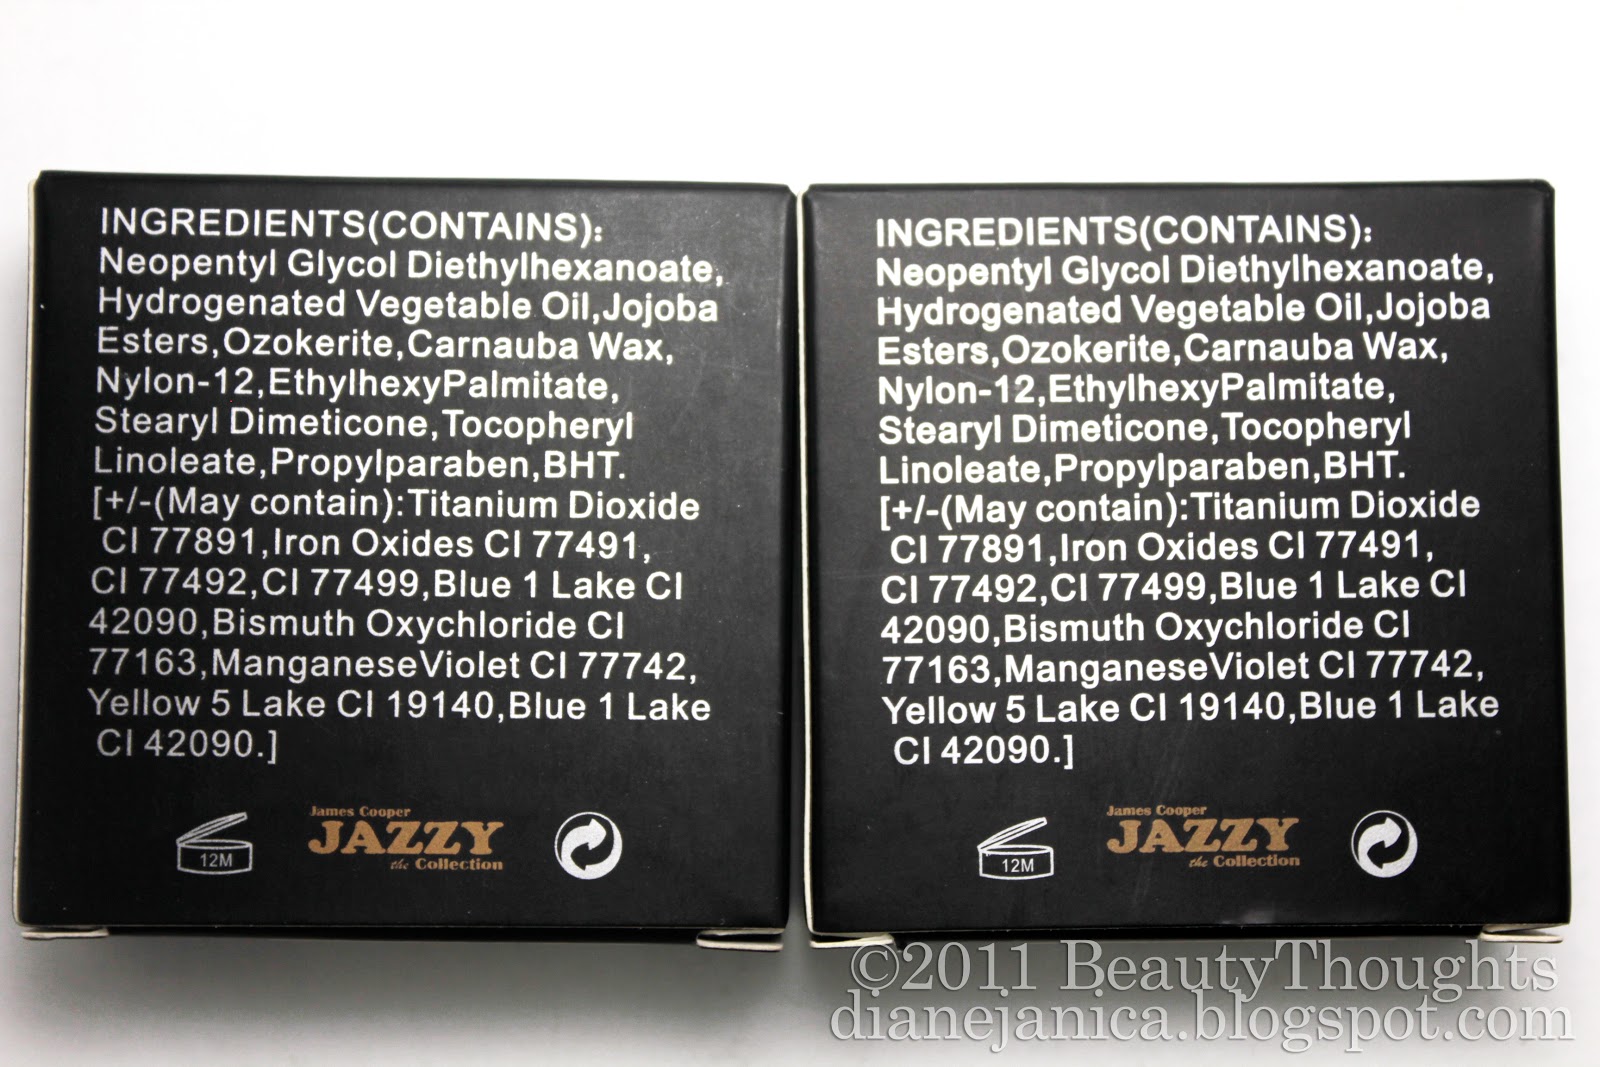 INGREDIENTS(CONTAINS):
Neopentyl Glycol Diethylhexanoate,
Hydrogenated Vegetable Oil,Jojoba
Esters,Ozokerite,Carnauba Wax,
Nylon-12,EthylhexyPalmitate,
Stearyl Dimeticone,Tocopheryl
Linoleate,Propylparaben,BHT.
[+/-(May contain):Titanium Dioxide
CI 77891,Iron Oxides CI 77491,
CI 77492,CI 77499,Blue 1 Lake CI
42090,Bismuth Oxychloride CI
77163,ManganeseViolet CI 77742,
Yellow 5 Lake CI 19140,Blue 1 Lake
CI 42090.]
12M
James Cooper
JAZZY
the Collection
INGREDIENTS(CONTAINS):
Neopentyl Glycol Diethylhexanoate,
Hydrogenated Vegetable Oil,Jojoba
Esters,Ozokerite,Carnauba Wax,
Nylon-12,EthylhexyPalmitate,
Stearyl Dimeticone,Tocopheryl
Linoleate,Propylparaben,BHT.
[+/-(May contain):Titanium Dioxide
CI 77891,Iron Oxides CI 77491,
CI 77492,CI 77499,Blue 1 Lake CI
42090,Bismuth Oxychloride CI
77163,ManganeseViolet CI 77742,
Yellow 5 Lake CI 19140,Blue 1 Lake
CI 42090.]
12M
James Cooper
JAZZY
the Collection
©2011 BeautyThoughts
dianejanica.blogspot.com